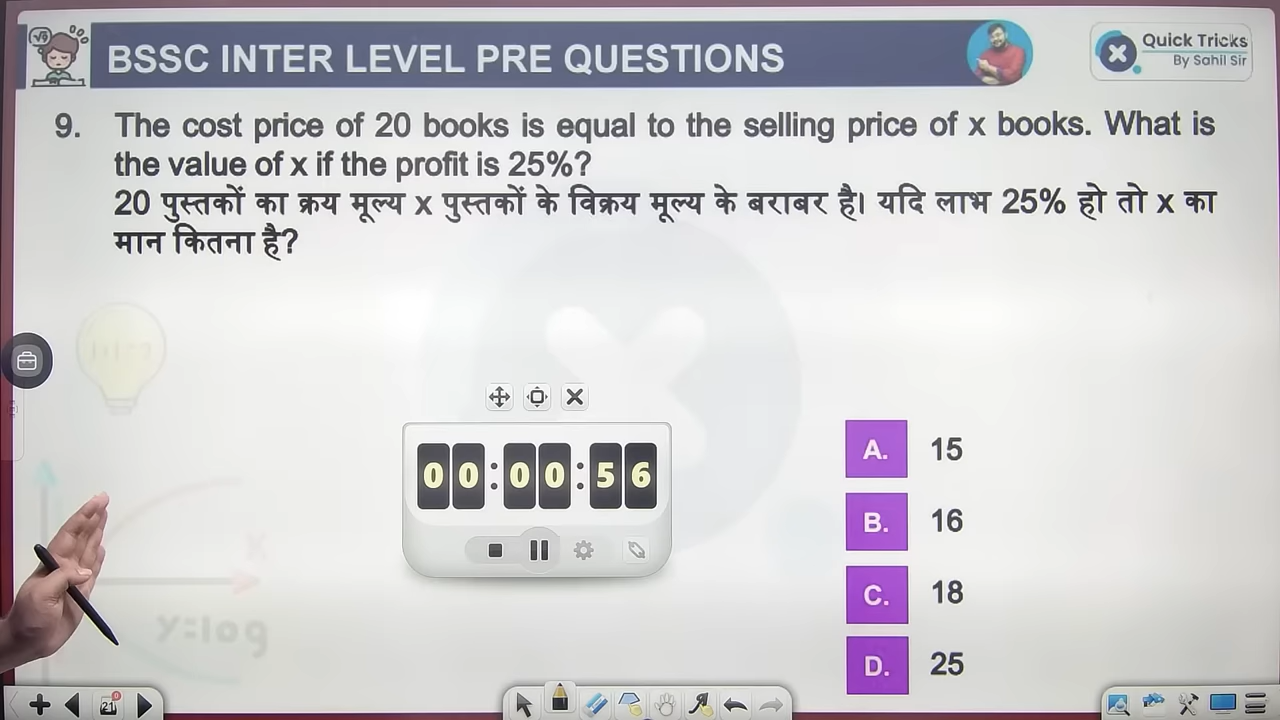 BSSC INTER LEVEL PRE QUESTIONS
Quick Tricks
By Sahil Sir
9. The cost price of 20 books is equal to the selling price of x books. What is
the value of x if the profit is 25%?
20 पुस्तकों का क्रय मूल्य x पुस्तकों के विक्रय मूल्य के बराबर है। यदि लाभ 25% हो तो x का
मान कितना है?
00:00:56
A. 15
B. 16
C. 18
D. 25
x
y=log
21